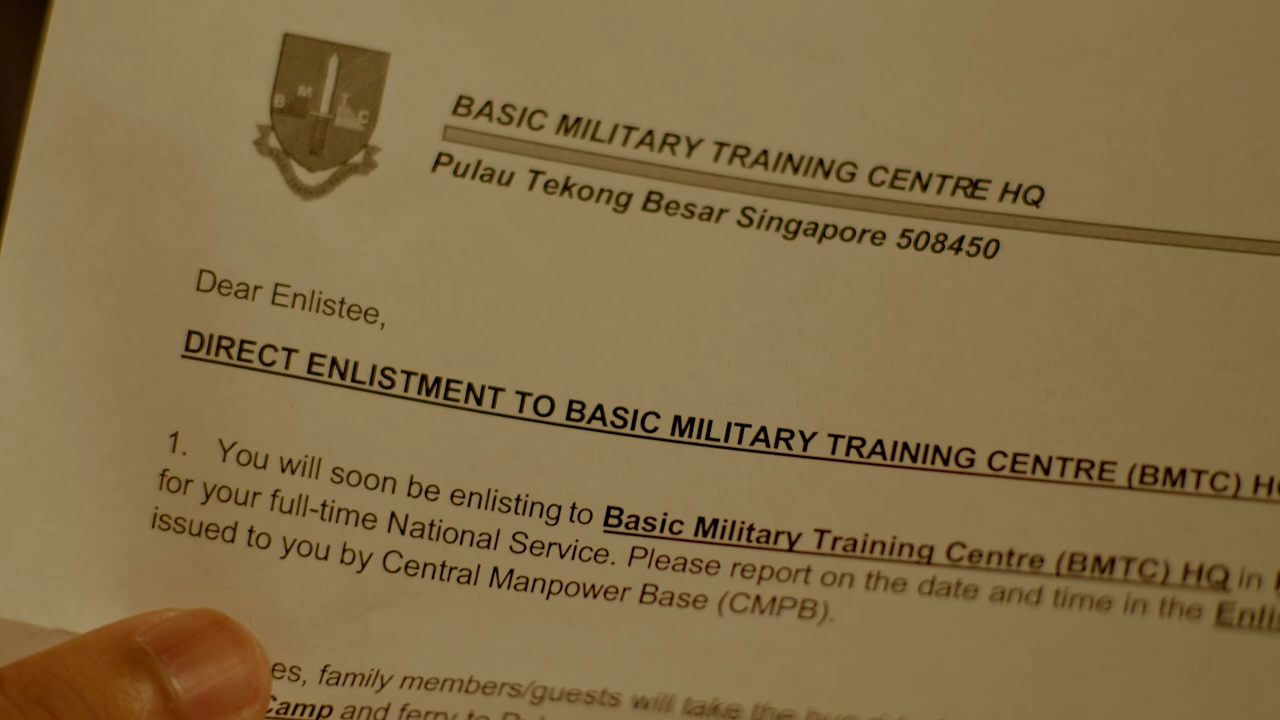 B M T C
BASIC MILITARY TRAINING CENTRE HQ
Pulau Tekong Besar Singapore 508450
Dear Enlistee,
DIRECT ENLISTMENT TO BASIC MILITARY TRAINING CENTRE (BMTC) H
1. You will soon be enlisting to Basic Military Training Centre (BMTC) HQ in
for your full-time National Service. Please report on the date and time in the Enlis
issued to you by Central Manpower Base (CMPB).
es, family members/guests will take the
Camp and ferry to